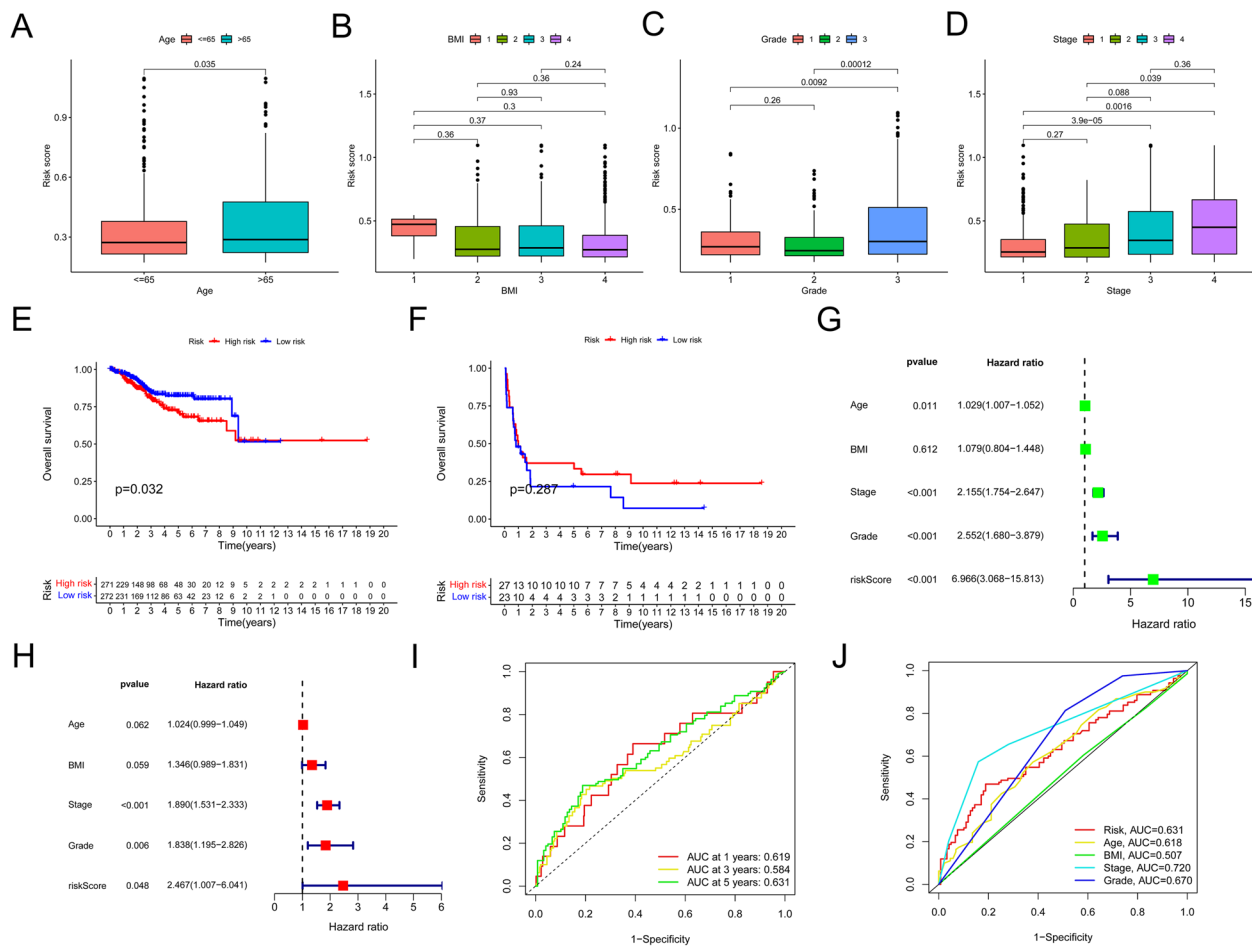 A
Age <=65 >65
0.035
0.9
0.6
0.3
Risk score
<=65 >65
Age
B
BMI 1 2 3 4
0.24
0.36
0.93
0.3
0.37
0.36
1.5
1.0
0.5
Risk score
1 2 3 4
BMI
C
Grade 1 2 3
0.00012
0.0092
0.26
1.0
0.5
Risk score
1 2 3
Grade
D
Stage 1 2 3 4
0.36
0.039
0.088
0.0016
3.9e−05
0.27
1.5
1.0
0.5
Risk score
1 2 3 4
Stage
E
Risk High risk Low risk
1.00
0.75
0.50
0.25
0.00
Overall survival
p=0.032
0 1 2 3 4 5 6 7 8 9 10 11 12 13 14 15 16 17 18 19 20
Time(years)
Risk
High risk 271 229 148 98 68 48 30 20 12 9 5 2 2 2 2 2 1 1 1 0 0
Low risk 272 231 169 112 86 63 42 23 12 6 2 1 1 0 0 0 0 0 0 0 0
0 1 2 3 4 5 6 7 8 9 10 11 12 13 14 15 16 17 18 19 20
Time(years)
F
Risk High risk Low risk
1.00
0.75
0.50
0.25
0.00
Overall survival
p=0.287
0 1 2 3 4 5 6 7 8 9 10 11 12 13 14 15 16 17 18 19 20
Time(years)
Risk
High risk 27 13 10 10 10 10 7 7 7 5 4 4 4 2 2 1 1 1 1 0 0
Low risk 23 10 4 4 4 3 3 3 2 1 1 1 1 1 1 0 0 0 0 0 0
0 1 2 3 4 5 6 7 8 9 10 11 12 13 14 15 16 17 18 19 20
Time(years)
G
pvalue Hazard ratio
Age 0.011 1.029(1.007−1.052)
BMI 0.612 1.079(0.804−1.448)
Stage <0.001 2.155(1.754−2.647)
Grade <0.001 2.552(1.680−3.879)
riskScore <0.001 6.966(3.068−15.813)
0 5 10 15
Hazard ratio
H
pvalue Hazard ratio
Age 0.062 1.024(0.999−1.049)
BMI 0.059 1.346(0.989−1.831)
Stage <0.001 1.890(1.531−2.333)
Grade 0.006 1.838(1.195−2.826)
riskScore 0.048 2.467(1.007−6.041)
0 1 2 3 4 5 6
Hazard ratio
I
1.0
0.8
0.6
0.4
0.2
0.0
Sensitivity
AUC at 1 years: 0.619
AUC at 3 years: 0.584
AUC at 5 years: 0.631
0.0 0.2 0.4 0.6 0.8 1.0
1−Specificity
J
1.0
0.8
0.6
0.4
0.2
0.0
Sensitivity
Risk, AUC=0.631
Age, AUC=0.618
BMI, AUC=0.507
Stage, AUC=0.720
Grade, AUC=0.670
0.0 0.2 0.4 0.6 0.8 1.0
1−Specificity